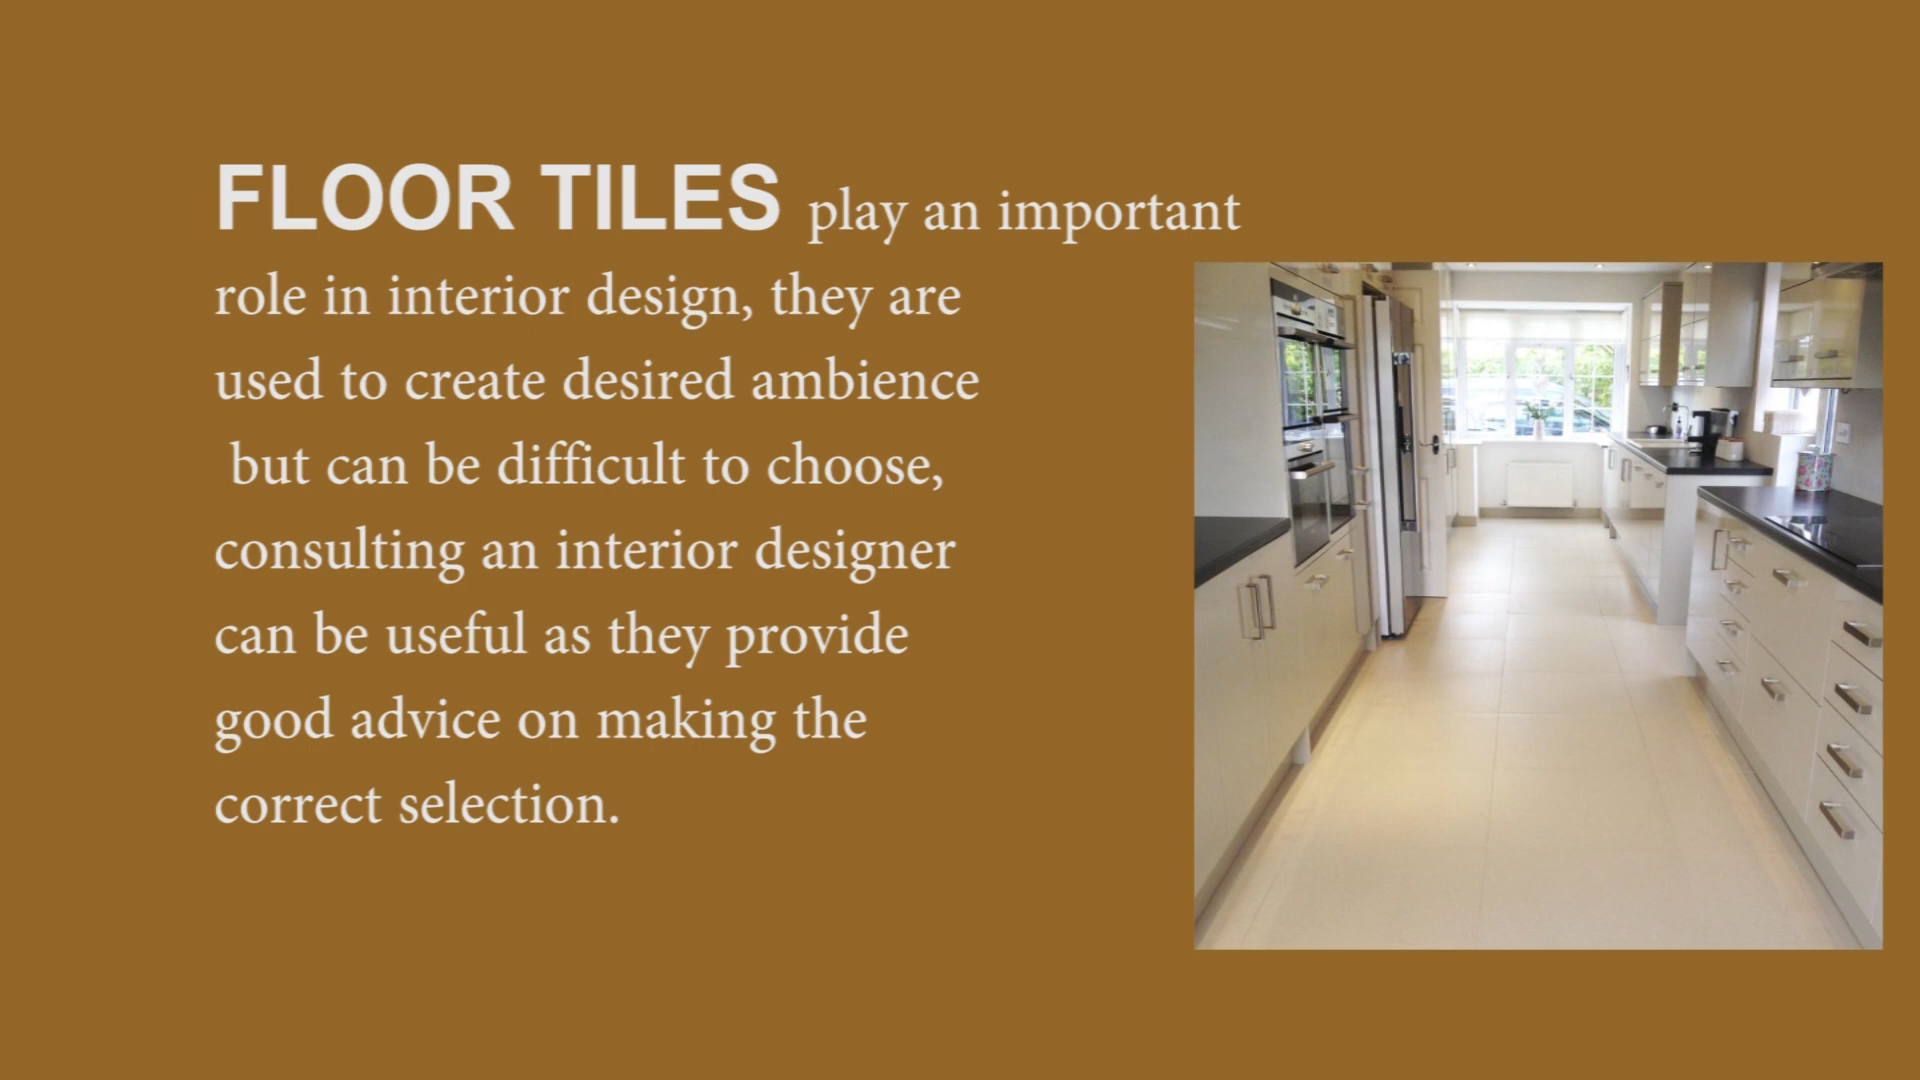 FLOOR TILES play an important
role in interior design, they are
used to create desired ambience
but can be difficult to choose,
consulting an interior designer
can be useful as they provide
good advice on making the
correct selection.